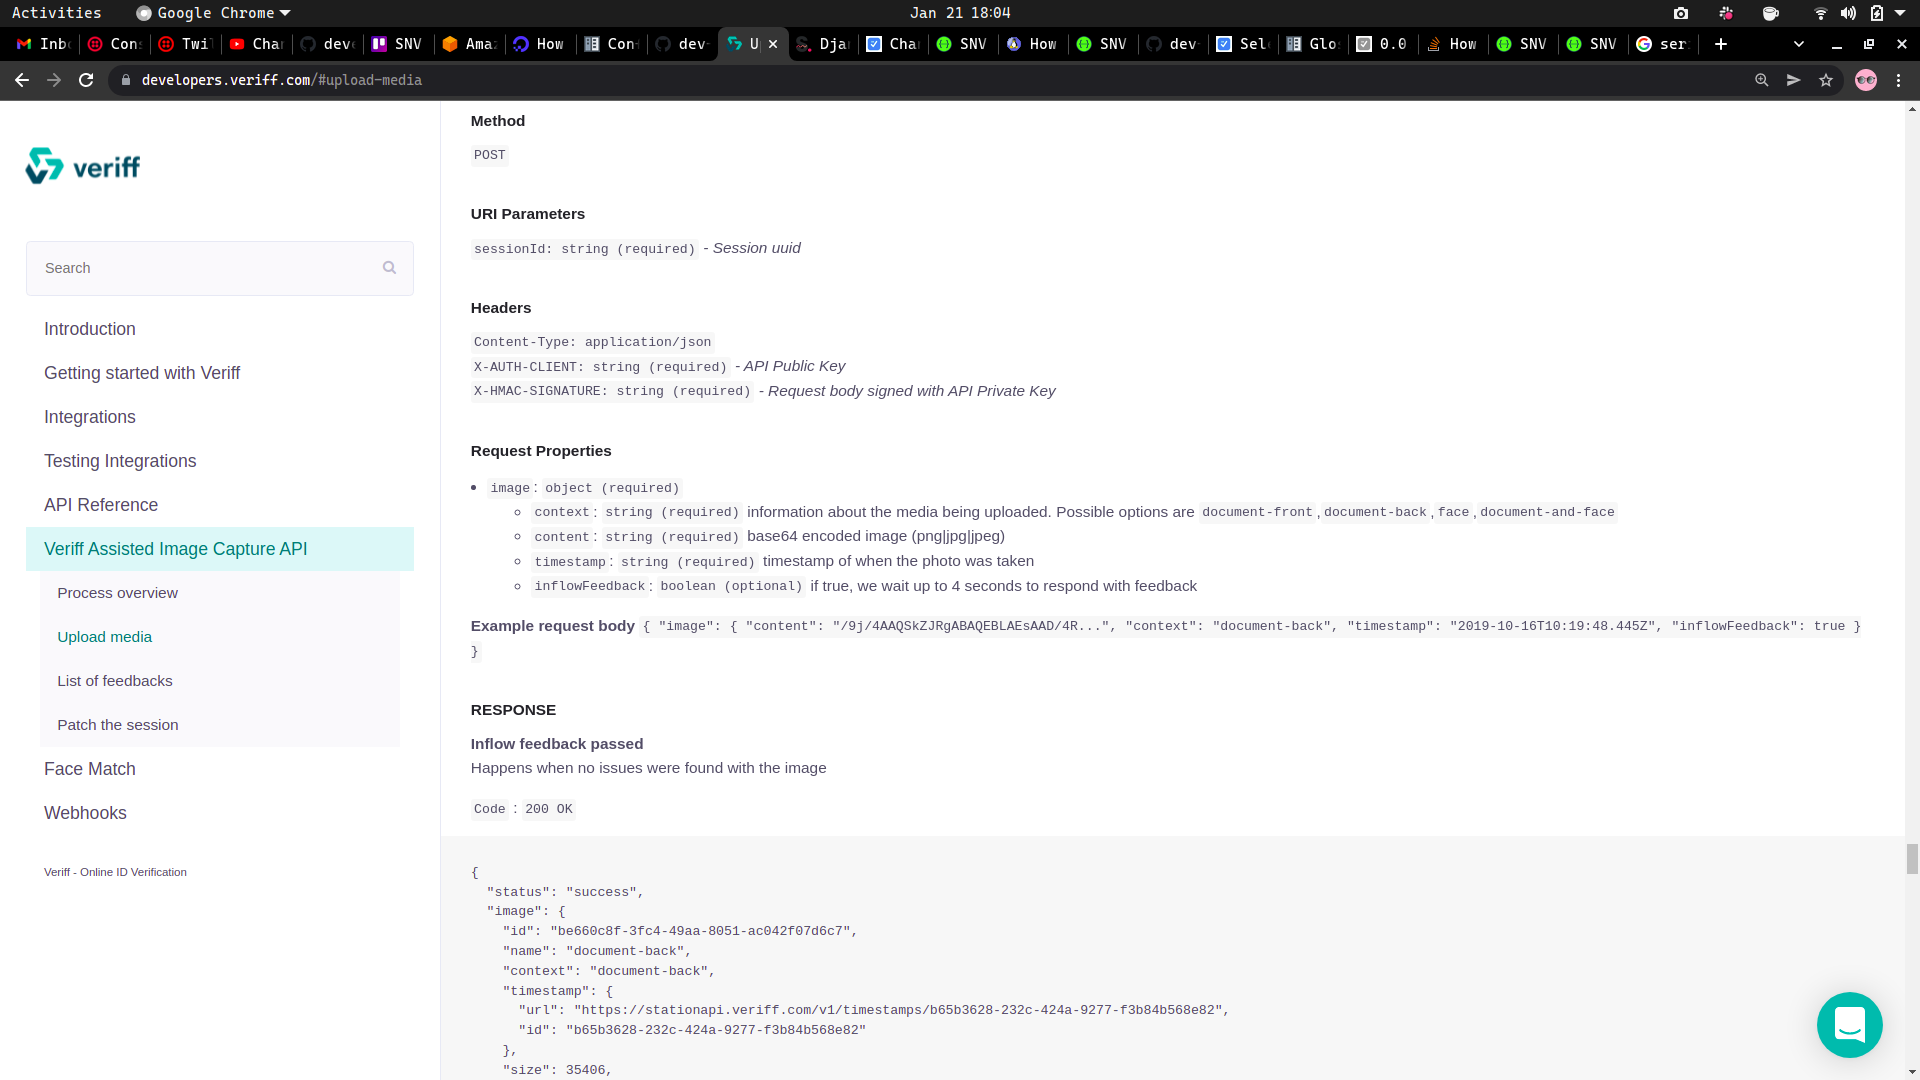 Activities
Google Chrome
Jan 21 18:04
Inb
Con
Twi
Char
deve
SNV
Ama
How
Con
dev-
U
Dja
Cha
SNV
How
SNV
dev-
Sel
Glo
0.0
How
SNV
SNV
ser
developers.veriff.com/#upload-media
veriff
Search
Introduction
Getting started with Veriff
Integrations
Testing Integrations
API Reference
Veriff Assisted Image Capture API
Process overview
Upload media
List of feedbacks
Patch the session
Face Match
Webhooks
Veriff - Online ID Verification
Method
POST
URI Parameters
sessionId: string (required) - Session uuid
Headers
Content-Type: application/json
X-AUTH-CLIENT: string (required) - API Public Key
X-HMAC-SIGNATURE: string (required) - Request body signed with API Private Key
Request Properties
image: object (required)
context: string (required) information about the media being uploaded. Possible options are document-front, document-back, face, document-and-face
content: string (required) base64 encoded image (png|jpg|jpeg)
timestamp: string (required) timestamp of when the photo was taken
inflowFeedback: boolean (optional) if true, we wait up to 4 seconds to respond with feedback
Example request body { "image": { "content": "/9j/4AAQSkZJRgABAQEBLAEsAAD/4R...", "context": "document-back", "timestamp": "2019-10-16T10:19:48.445Z", "inflowFeedback": true }
}
RESPONSE
Inflow feedback passed
Happens when no issues were found with the image
Code : 200 OK
{
"status": "success",
"image": {
"id": "be660c8f-3fc4-49aa-8051-ac042f07d6c7",
"name": "document-back",
"context": "document-back",
"timestamp": {
"url": "https://stationapi.veriff.com/v1/timestamps/b65b3628-232c-424a-9277-f3b84b568e82",
"id": "b65b3628-232c-424a-9277-f3b84b568e82"
},
"size": 35406,